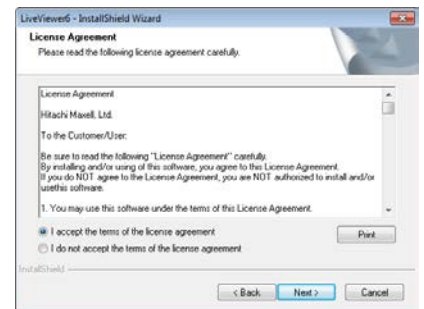 LiveViewer6 - InstallShield Wizard
License Agreement
Please read the following license agreement carefully.
License Agreement
Hitachi Maxell, Ltd.
To the Customer/User:
Be sure to read the following "License Agreement" carefully.
By installing and/or using of this software, you agree to this License Agreement.
If you do NOT agree to the License Agreement, you are NOT authorized to install and/or
usethis software.
1. You may use this software under the terms of this License Agreement.
I accept the terms of the license agreement
Print
I do not accept the terms of the license agreement
InstallShield
< Back
Next >
Cancel